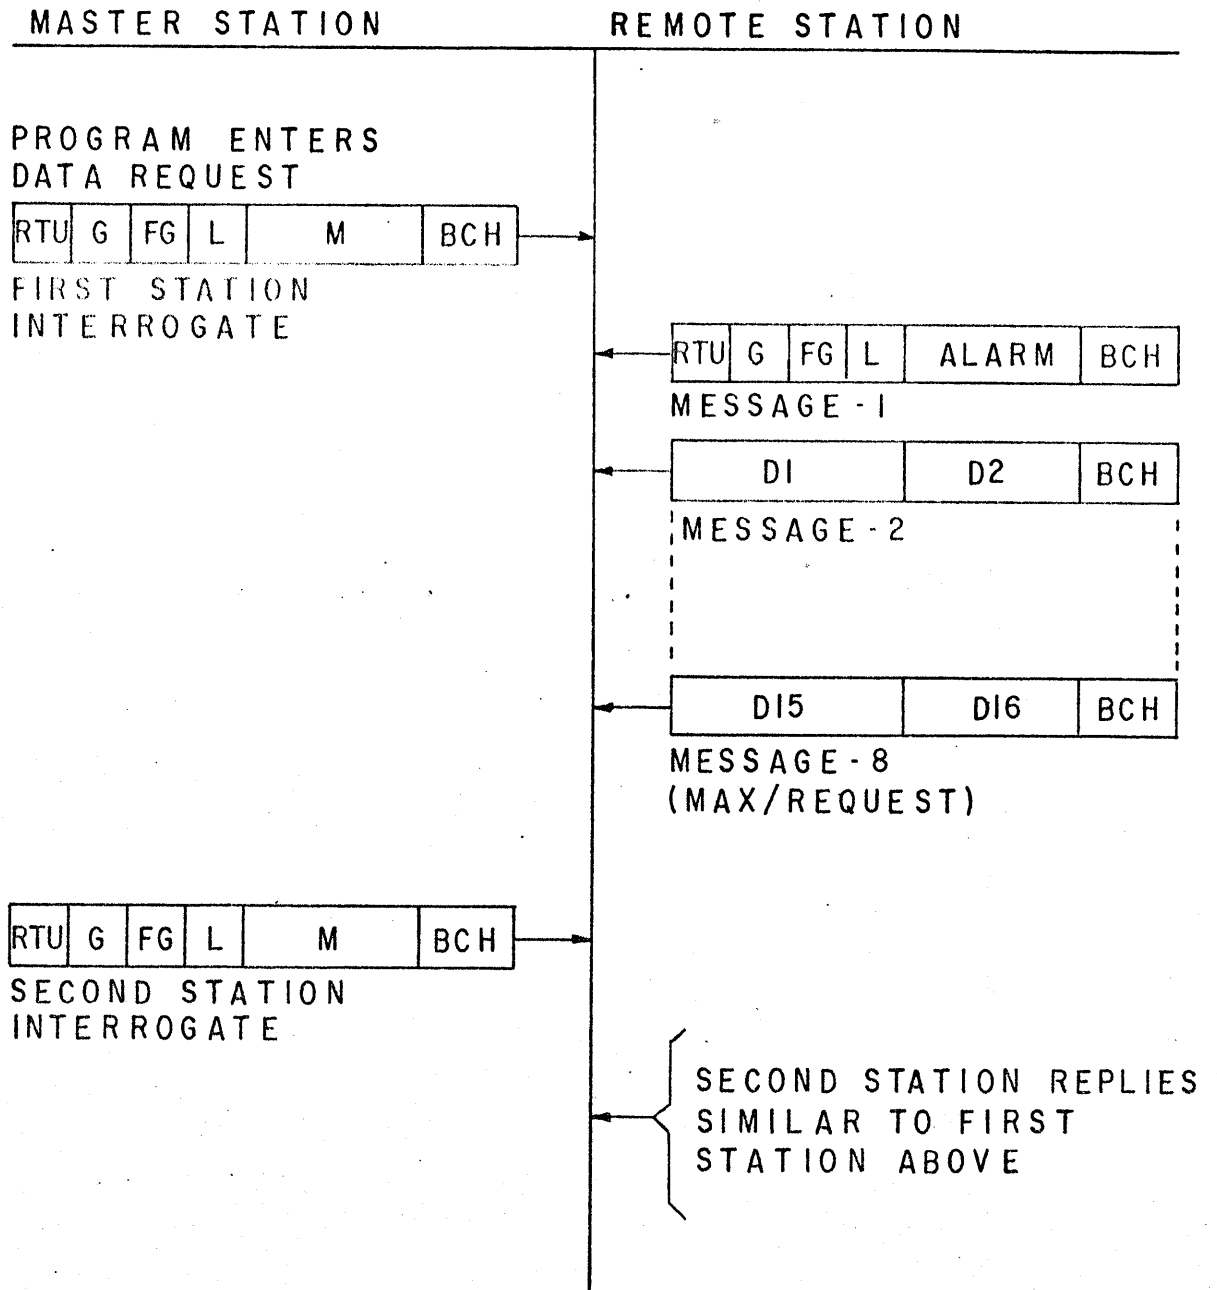 MASTER STATION
REMOTE STATION
PROGRAM ENTERS
DATA REQUEST
RTU G FG L M BCH
FIRST STATION
INTERROGATE
RTU G FG L ALARM BCH
MESSAGE-1
D1 D2 BCH
MESSAGE-2
D15 D16 BCH
MESSAGE-8
(MAX/REQUEST)
RTU G FG L M BCH
SECOND STATION
INTERROGATE
SECOND STATION REPLIES
SIMILAR TO FIRST
STATION ABOVE